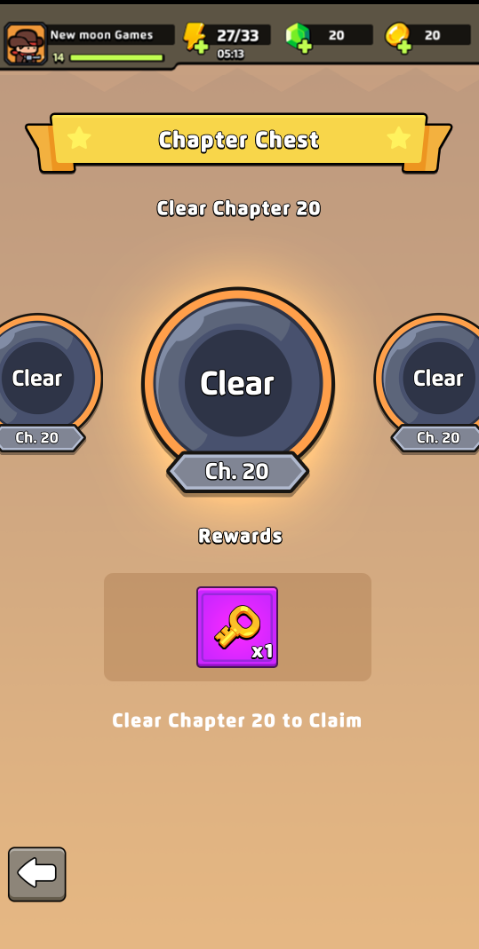 New moon Games
14
27/33
05:13
20
20
Chapter Chest
Clear Chapter 20
Clear
Ch. 20
Clear
Ch. 20
Clear
Ch. 20
Rewards
x1
Clear Chapter 20 to Claim